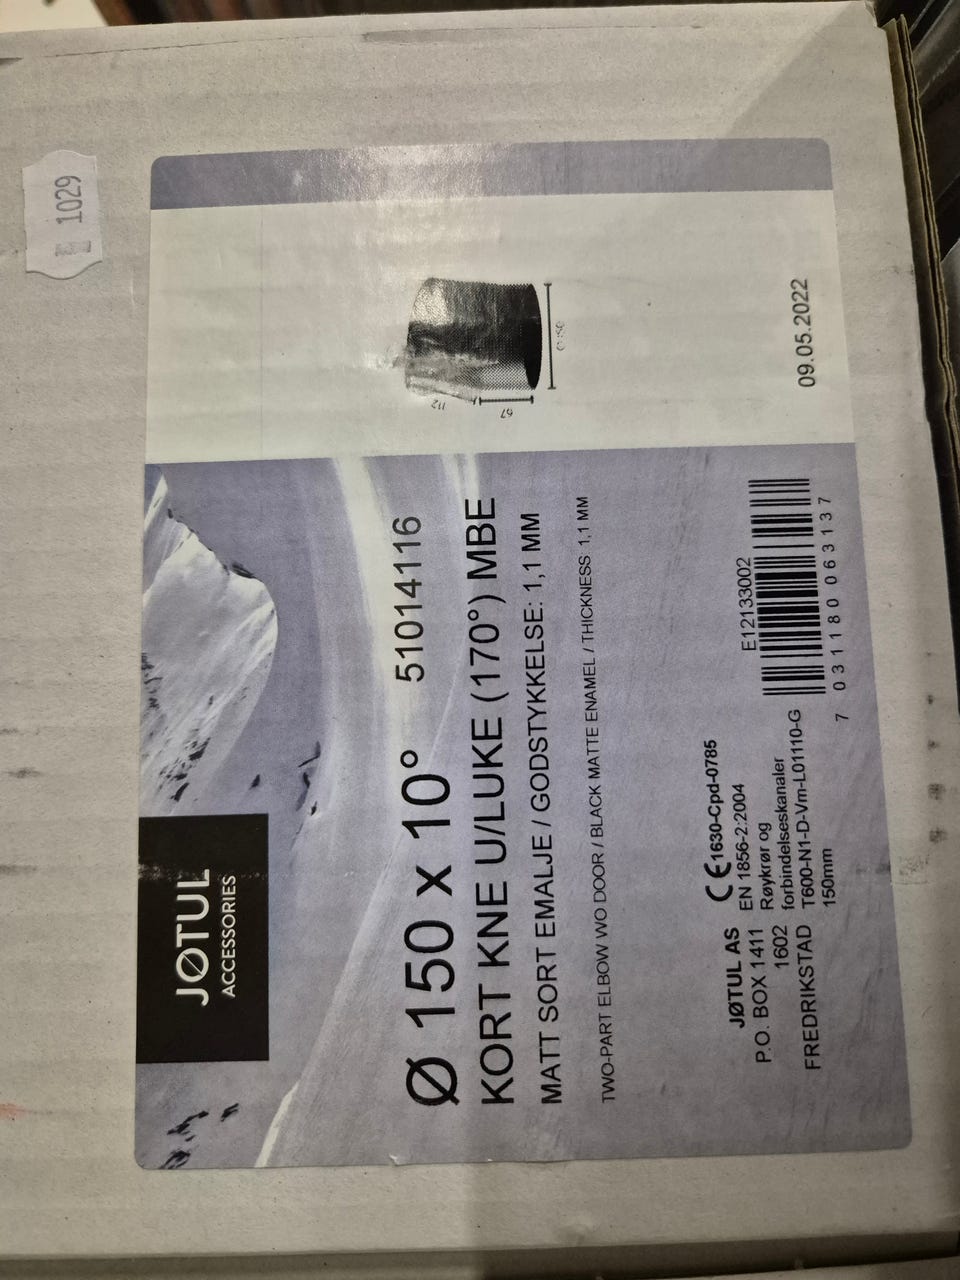 JØTUL
ACCESSORIES
Ø 150 x 10° 51014116
KORT KNE U/LUKE (170°) MBE
MATT SORT EMALJE / GODSTYKKELSE: 1,1 MM
TWO-PART ELBOW WO DOOR / BLACK MATTE ENAMEL / THICKNESS: 1,1 MM
JØTUL AS
P.O. BOX 1411
1602
FREDRIKSTAD
CE 1630-Cpd-0785
EN 1856-2:2004
Røykrør og
forbindelseskanaler
T600-N1-D-Vm-L01110-G
150mm
E12133002
7 031180 063137
112
67
09.05.2022
1029